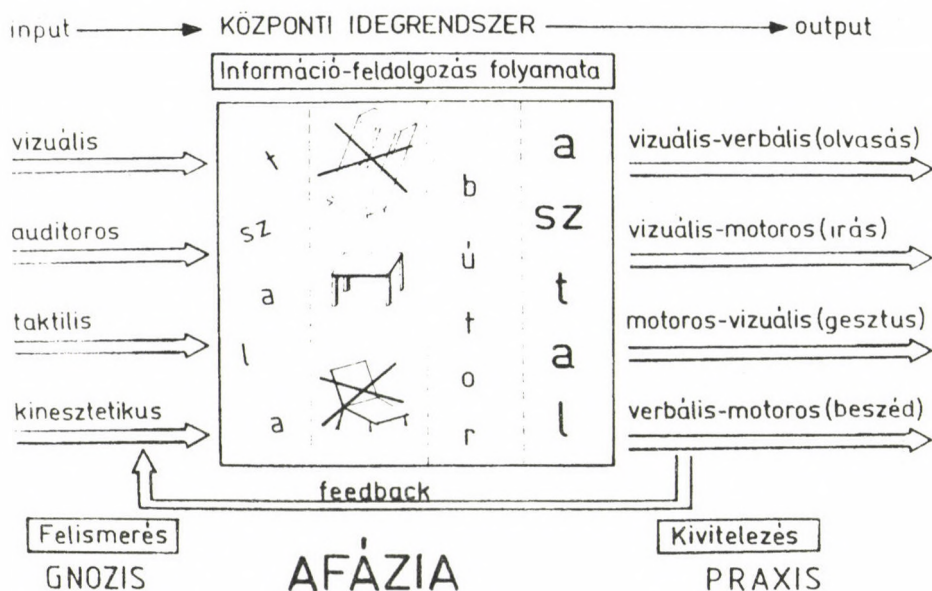 input KÖZPONTI IDEGRENDSZER output
Információ-feldolgozás folyamata
vizuális
auditoros
taktilis
kinesztetikus
t
sz
a
l
a
b
ú
t
o
r
a
sz
t
a
l
vizuális-verbális (olvasás)
vizuális-motoros (írás)
motoros-vizuális (gesztus)
verbális-motoros (beszéd)
feedback
Felismerés
GNOZIS
AFÁZIA
Kivitelezés
PRAXIS